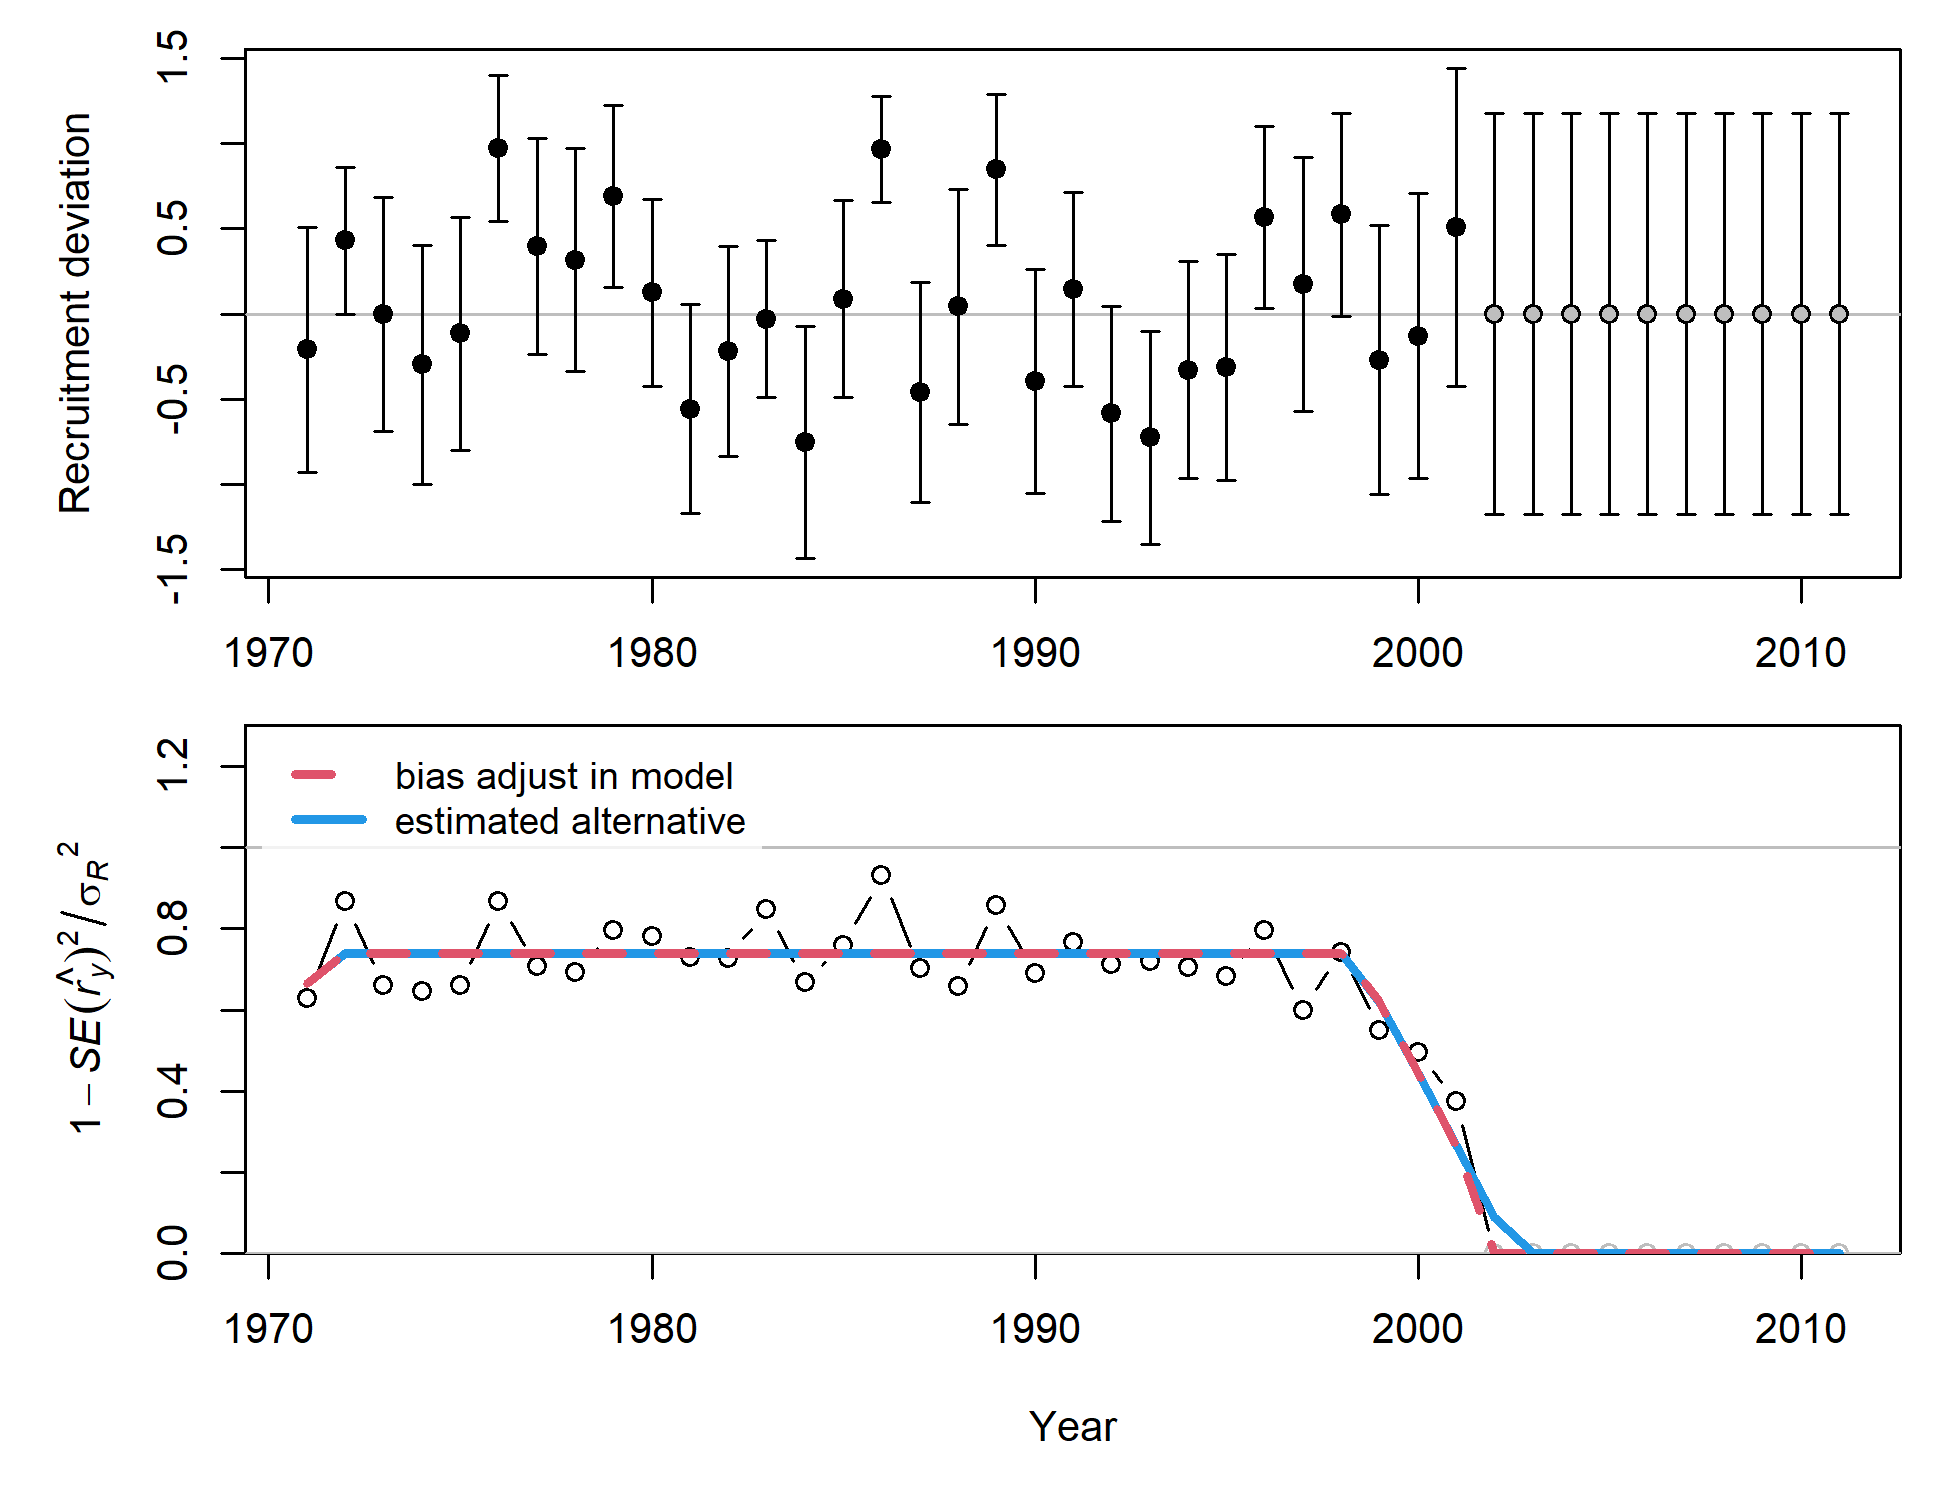 Recruitment deviation
1.5
0.5
-0.5
-1.5
1970 1980 1990 2000 2010
bias adjust in model
estimated alternative
1 − SE(r̂y)² / σR²
1.2
0.8
0.4
0.0
1970 1980 1990 2000 2010
Year